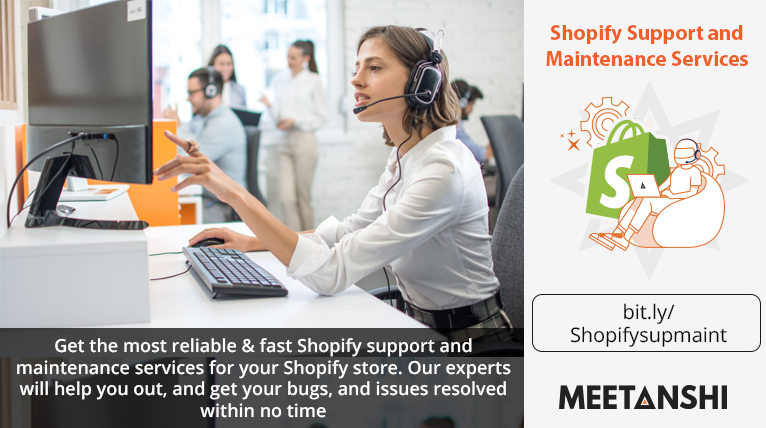 Shopify Support and
Maintenance Services
S
bit.ly/
Shopifysupmaint
MEETANSHI
Get the most reliable & fast Shopify support and
maintenance services for your Shopify store. Our experts
will help you out, and get your bugs, and issues resolved
within no time